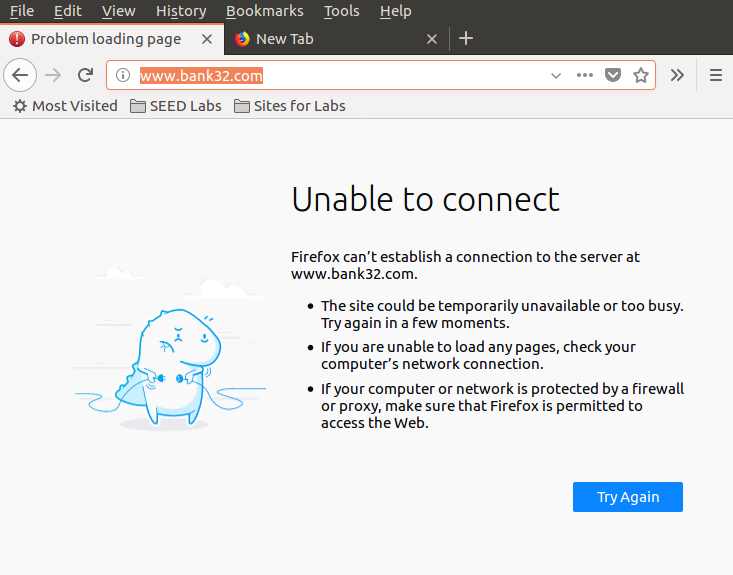 File Edit View History Bookmarks Tools Help
Problem loading page New Tab
www.bank32.com
Most Visited SEED Labs Sites for Labs
Unable to connect
Firefox can’t establish a connection to the server at
www.bank32.com.
The site could be temporarily unavailable or too busy.
Try again in a few moments.
If you are unable to load any pages, check your
computer’s network connection.
If your computer or network is protected by a firewall
or proxy, make sure that Firefox is permitted to
access the Web.
Try Again